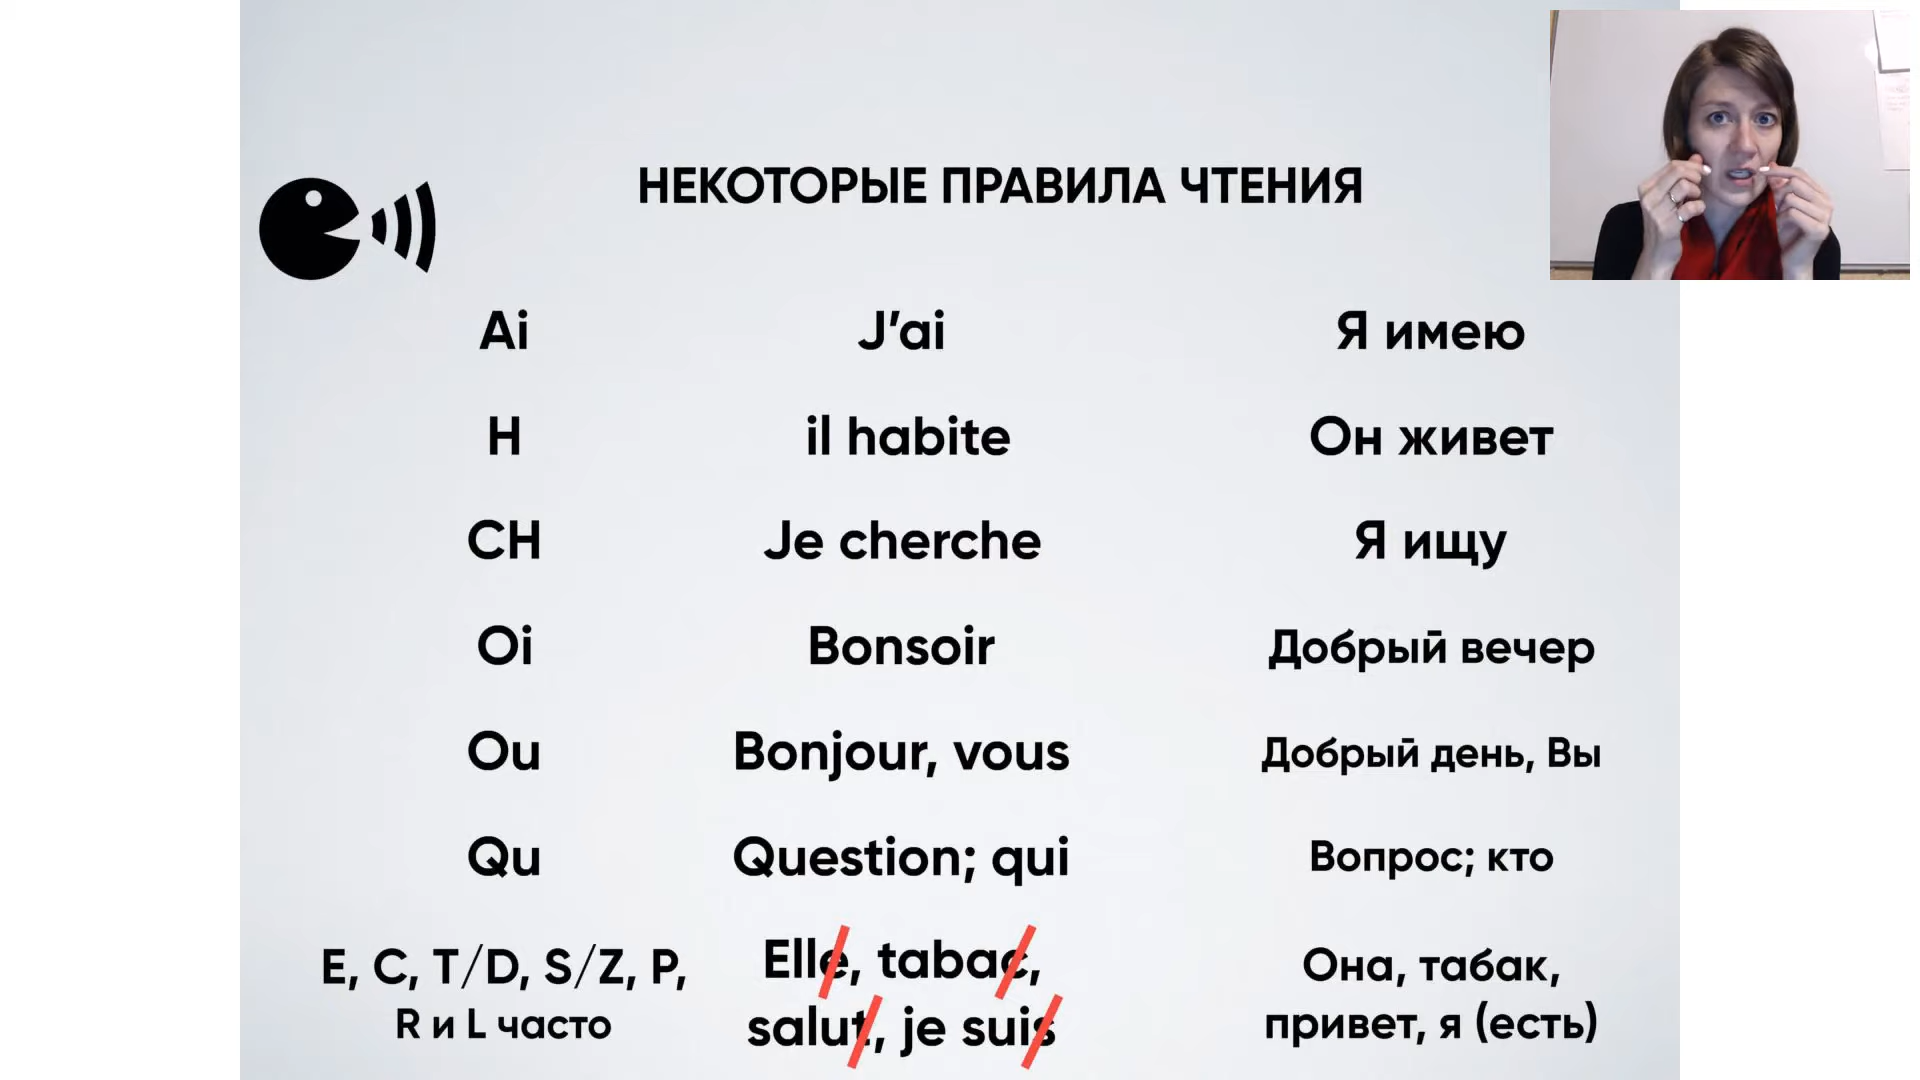 НЕКОТОРЫЕ ПРАВИЛА ЧТЕНИЯ
Ai J’ai Я имею
H il habite Он живет
CH Je cherche Я ищу
Oi Bonsoir Добрый вечер
Ou Bonjour, vous Добрый день, Вы
Qu Question; qui Вопрос; кто
E, C, T/D, S/Z, P, Elle, tabac, Она, табак,
R и L часто salut, je suis привет, я (есть)